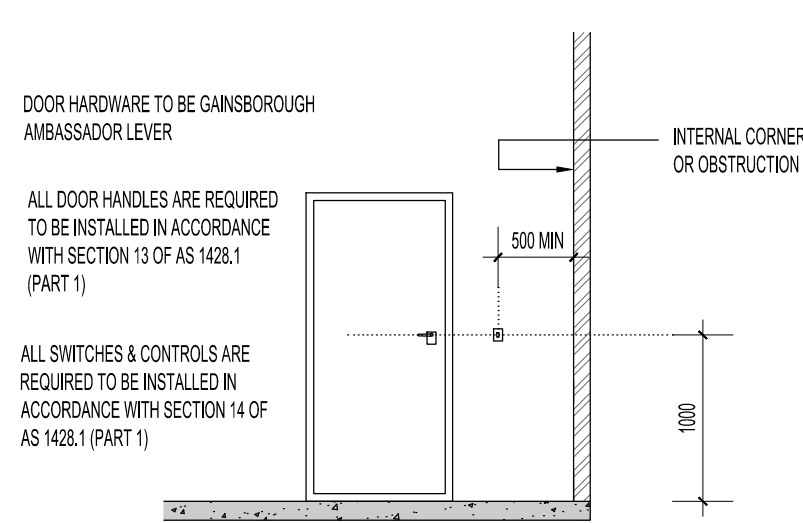 DOOR HARDWARE TO BE GAINSBOROUGH
AMBASSADOR LEVER
ALL DOOR HANDLES ARE REQUIRED
TO BE INSTALLED IN ACCORDANCE
WITH SECTION 13 OF AS 1428.1
(PART 1)
ALL SWITCHES & CONTROLS ARE
REQUIRED TO BE INSTALLED IN
ACCORDANCE WITH SECTION 14 OF
AS 1428.1 (PART 1)
INTERNAL CORNER
OR OBSTRUCTION
500 MIN
1000